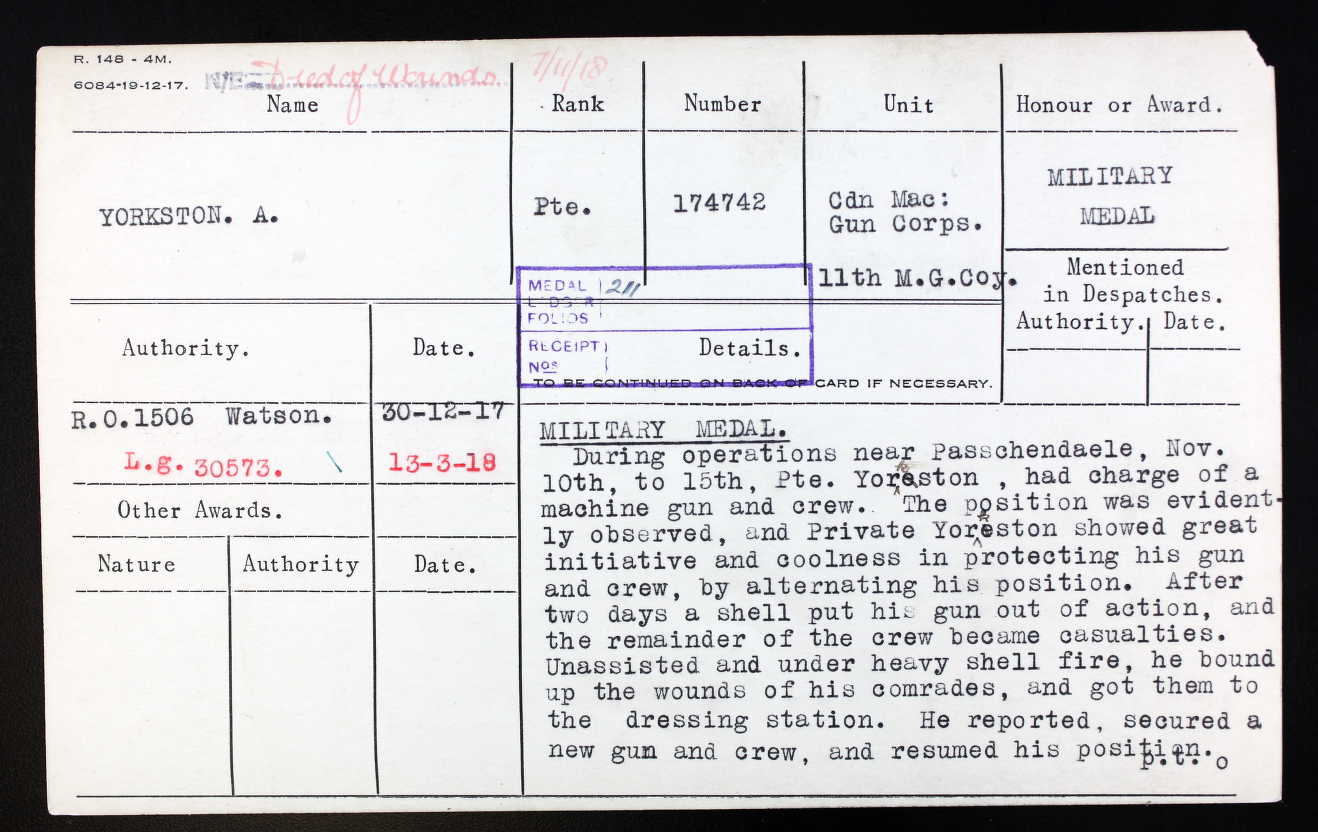 R. 148 - 4M.
6084-19-12-17.
Died of Wounds 7/11/18
Name
Rank
Number
Unit
Honour or Award.
YORKSTON. A.
Pte.
174742
Cdn Mac:
Gun Corps.
11th M.G.Coy.
MILITARY
MEDAL
Mentioned
in Despatches.
Authority.
Date.
MEDAL
LEDGER
FOLIOS
211
RECEIPT
Nos
Authority.
Date.
Details.
TO BE CONTINUED ON BACK OF CARD IF NECESSARY.
R.O.1506 Watson.
30-12-17
L.g. 30573.
13-3-18
Other Awards.
Nature
Authority
Date.
MILITARY MEDAL.
During operations near Passchendaele, Nov.
10th, to 15th, Pte. Yorkston , had charge of a
machine gun and crew. The position was evident-
ly observed, and Private Yorkston showed great
initiative and coolness in protecting his gun
and crew, by alternating his position. After
two days a shell put his gun out of action, and
the remainder of the crew became casualties.
Unassisted and under heavy shell fire, he bound
up the wounds of his comrades, and got them to
the dressing station. He reported, secured a
new gun and crew, and resumed his position.
p.t. o